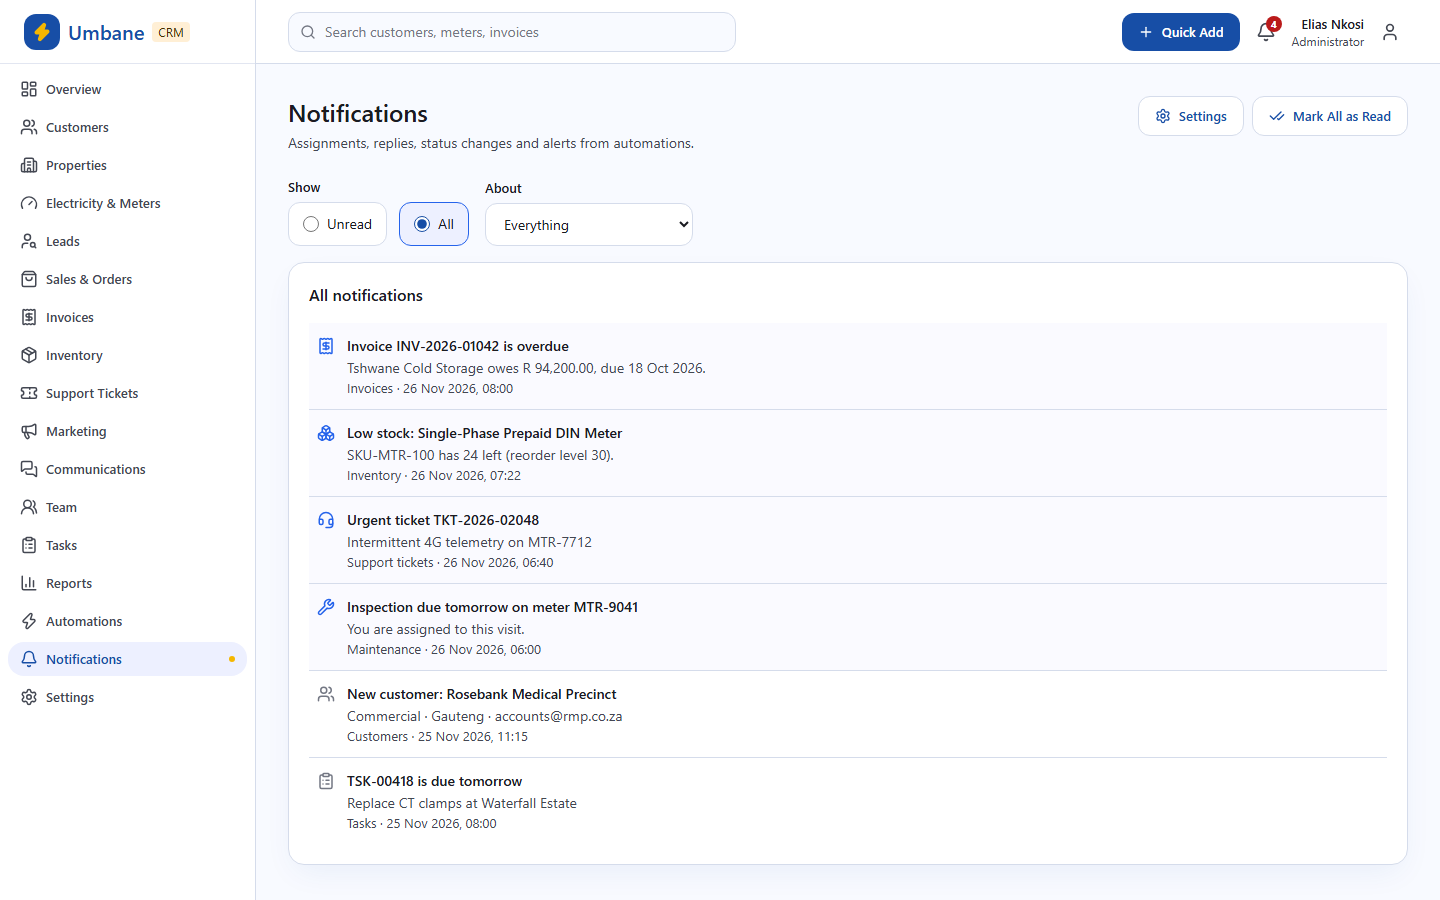 Umbane CRM
Search customers, meters, invoices
Quick Add
4
Elias Nkosi
Administrator
Overview
Customers
Properties
Electricity & Meters
Leads
Sales & Orders
Invoices
Inventory
Support Tickets
Marketing
Communications
Team
Tasks
Reports
Automations
Notifications
Settings
Notifications
Assignments, replies, status changes and alerts from automations.
Settings
Mark All as Read
Show
Unread
All
About
Everything
All notifications
Invoice INV-2026-01042 is overdue
Tshwane Cold Storage owes R 94,200.00, due 18 Oct 2026.
Invoices · 26 Nov 2026, 08:00
Low stock: Single-Phase Prepaid DIN Meter
SKU-MTR-100 has 24 left (reorder level 30).
Inventory · 26 Nov 2026, 07:22
Urgent ticket TKT-2026-02048
Intermittent 4G telemetry on MTR-7712
Support tickets · 26 Nov 2026, 06:40
Inspection due tomorrow on meter MTR-9041
You are assigned to this visit.
Maintenance · 26 Nov 2026, 06:00
New customer: Rosebank Medical Precinct
Commercial · Gauteng · accounts@rmp.co.za
Customers · 25 Nov 2026, 11:15
TSK-00418 is due tomorrow
Replace CT clamps at Waterfall Estate
Tasks · 25 Nov 2026, 08:00